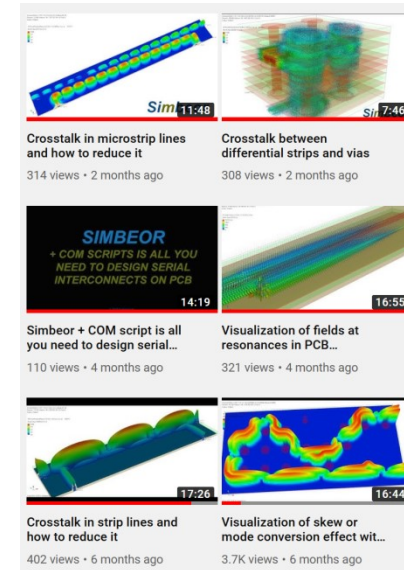 11:48
7:46
Crosstalk in microstrip lines
and how to reduce it
314 views • 2 months ago
Crosstalk between
differential strips and vias
308 views • 2 months ago
SIMBEOR
+ COM SCRIPTS IS ALL YOU
NEED TO DESIGN SERIAL
INTERCONNECTS ON PCB
14:19
16:55
Simbeor + COM script is all
you need to design serial...
110 views • 4 months ago
Visualization of fields at
resonances in PCB...
321 views • 4 months ago
17:26
16:44
Crosstalk in strip lines and
how to reduce it
402 views • 6 months ago
Visualization of skew or
mode conversion effect wit...
3.7K views • 6 months ago